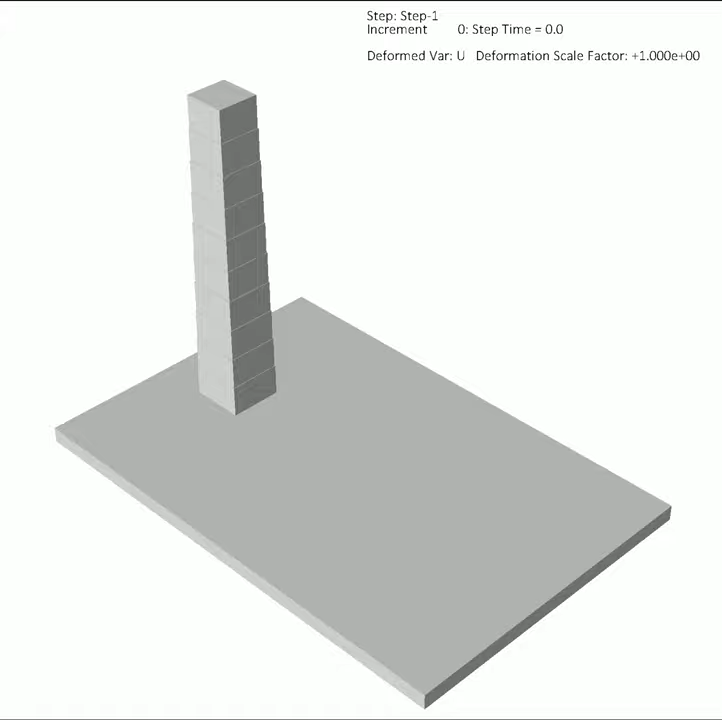 Step: Step-1
Increment 0: Step Time = 0.0
Deformed Var: U Deformation Scale Factor: +1.000e+00